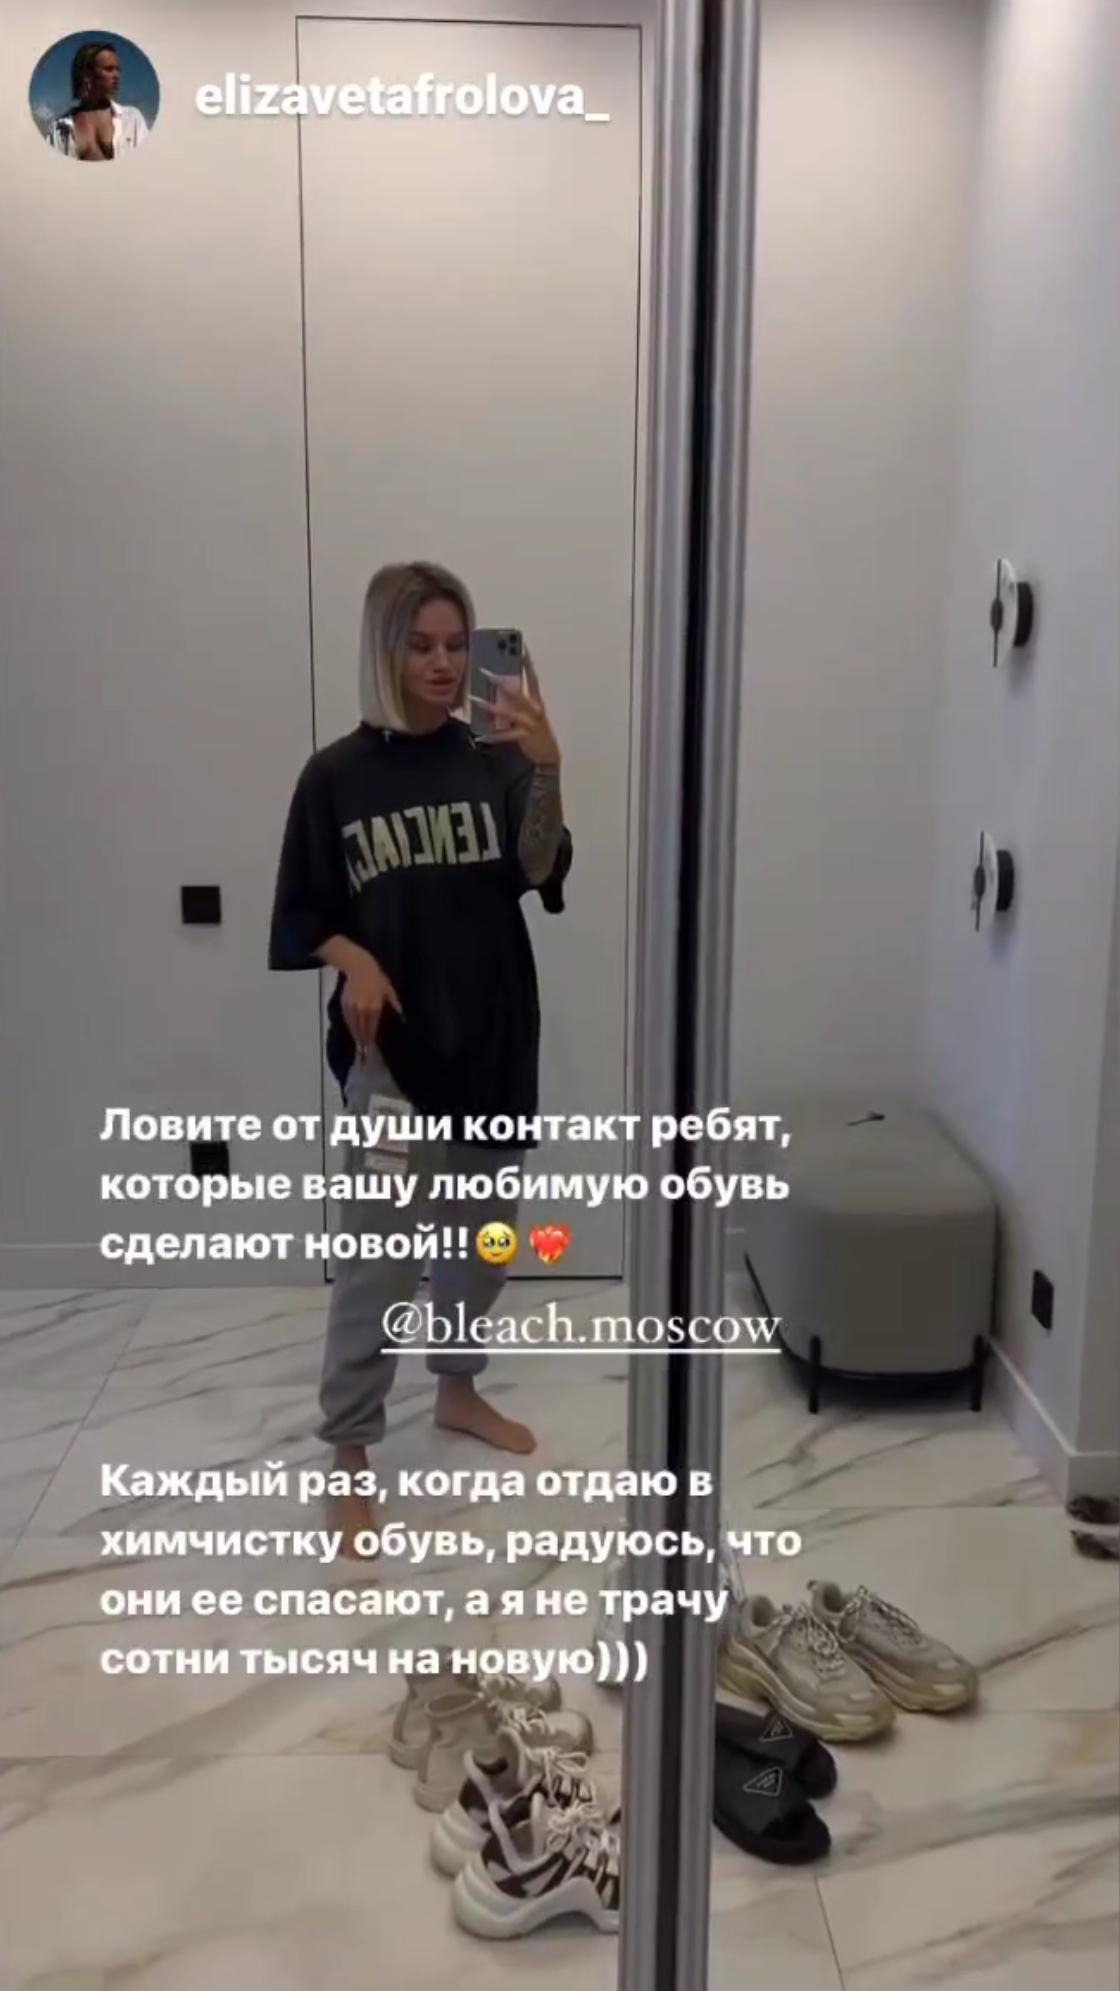 elizavetafrolova_
LENCIAG
Ловите от души контакт ребят,
которые вашу любимую обувь
сделают новой!!🥹❤️‍🔥
@bleach.moscow
Каждый раз, когда отдаю в
химчистку обувь, радуюсь, что
они ее спасают, а я не трачу
сотни тысяч на новую)))